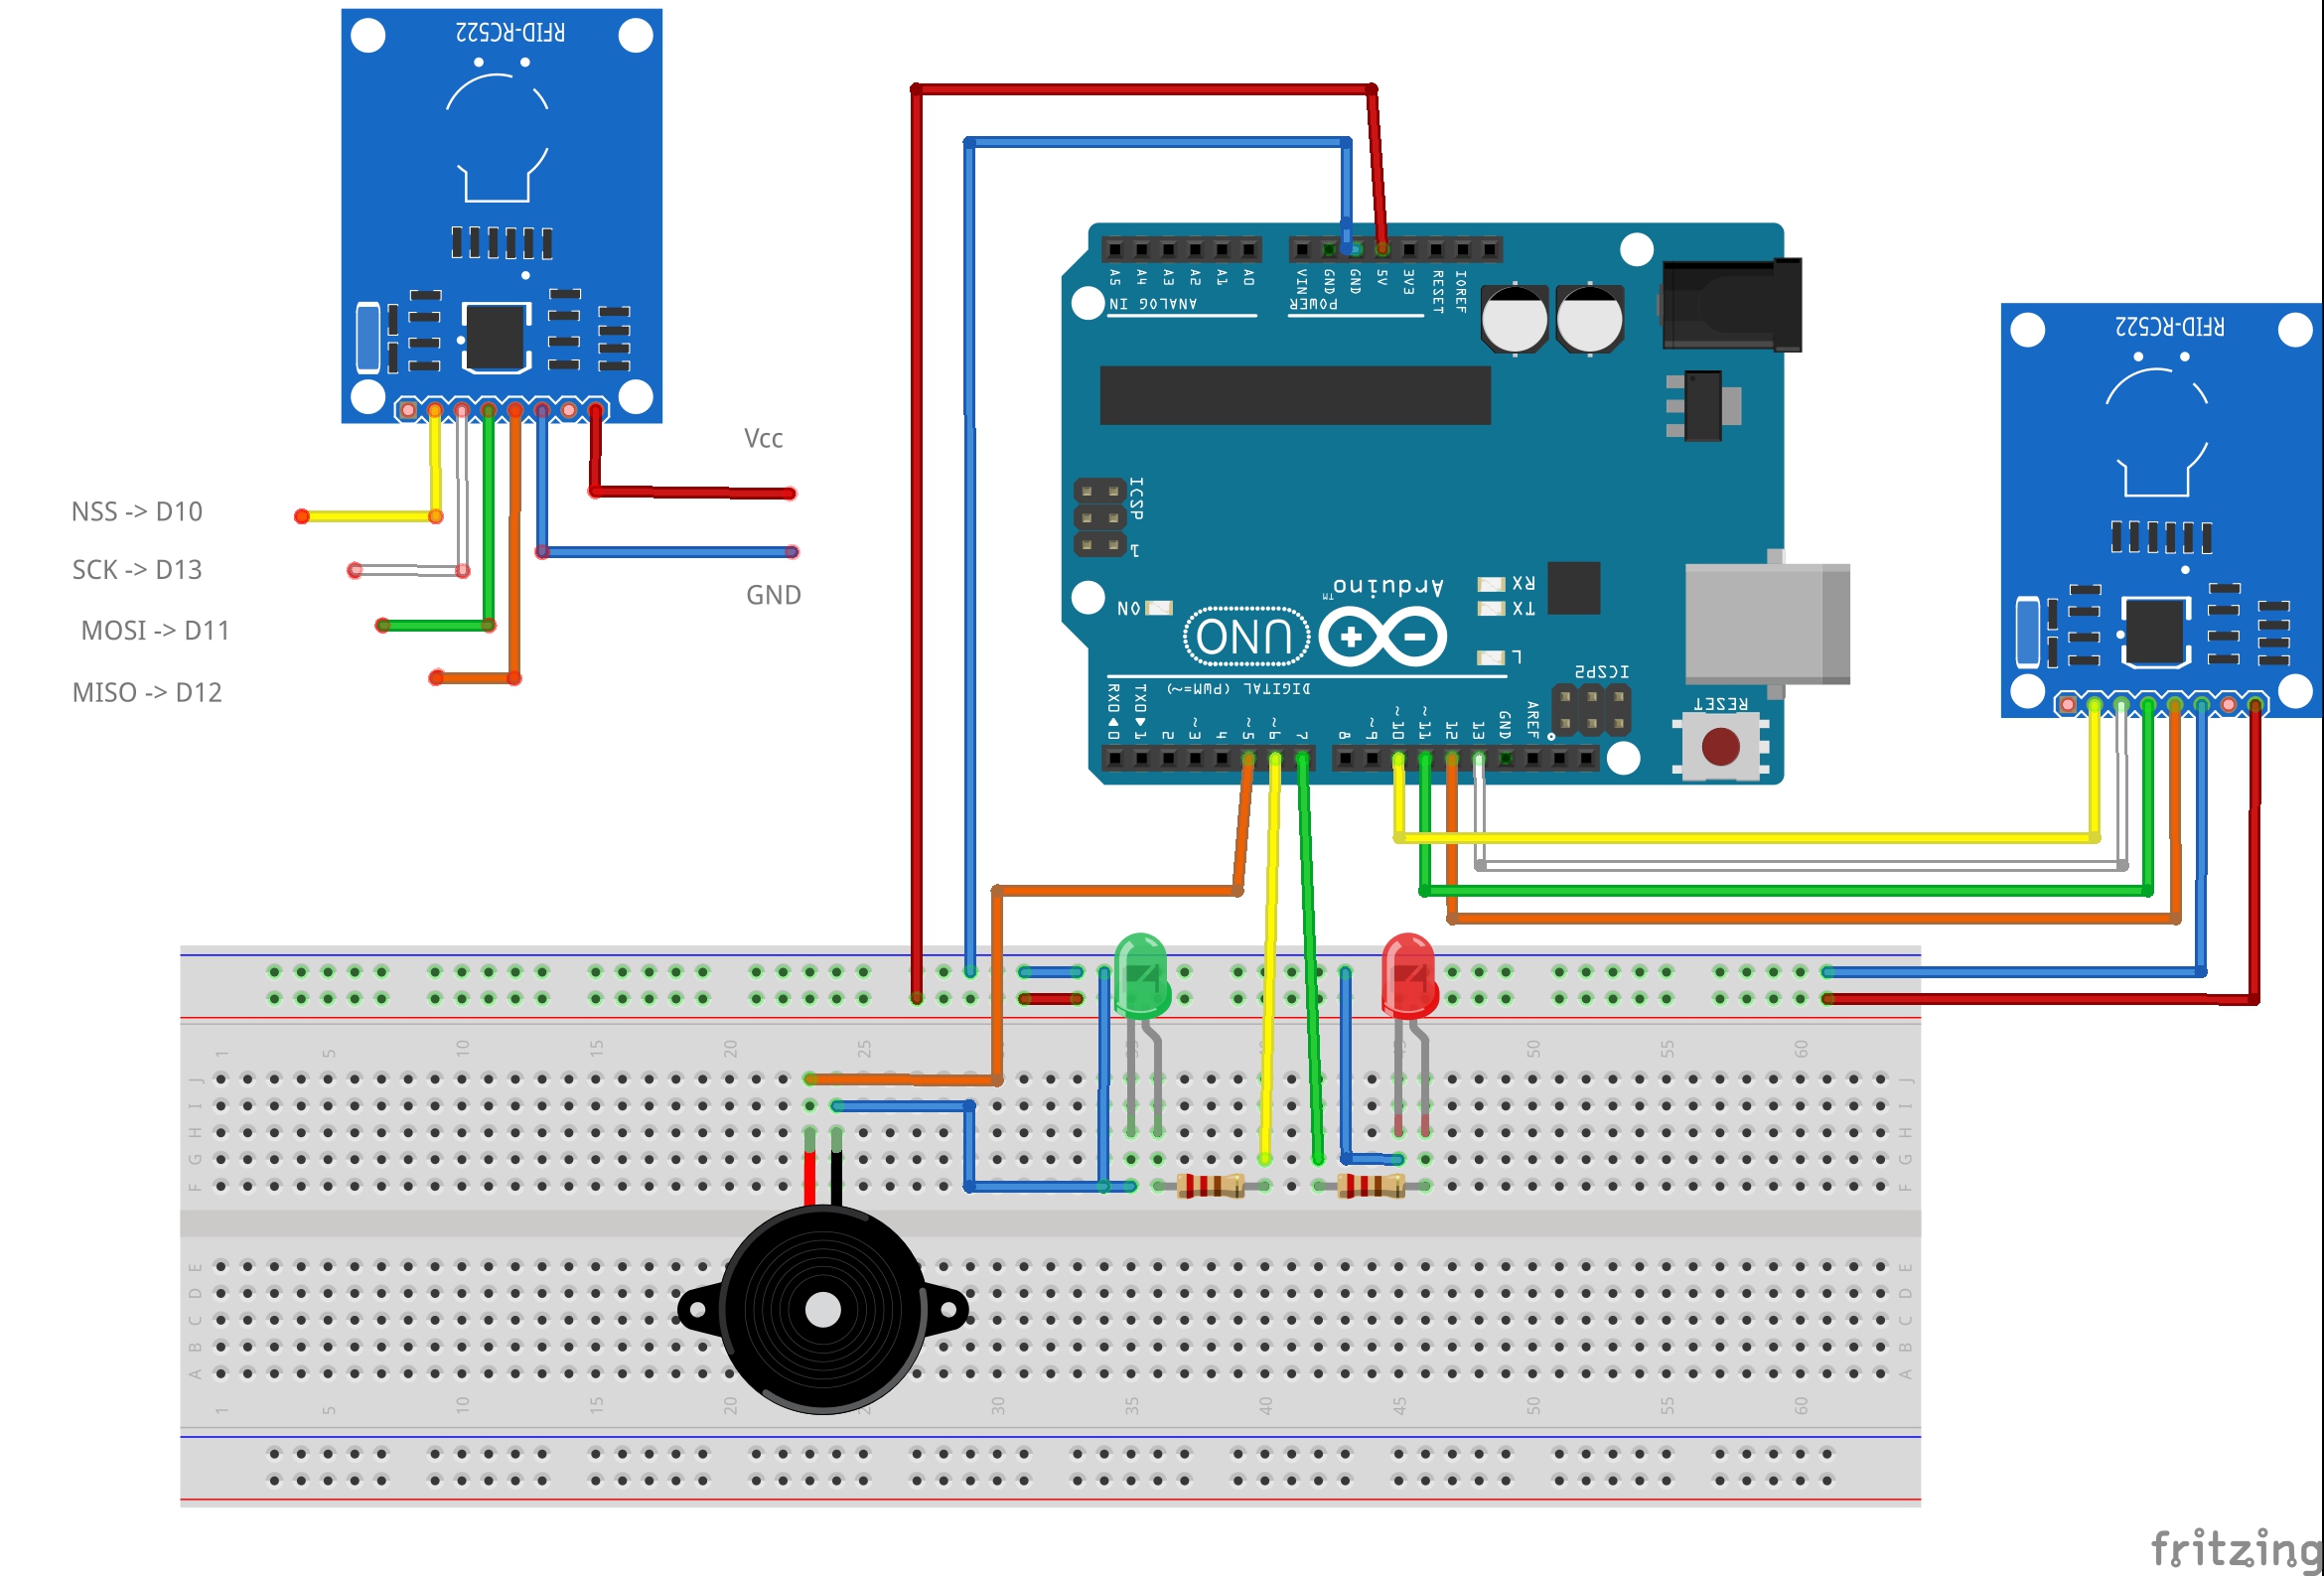 RFID-RC522
Vcc
NSS -> D10
SCK -> D13
GND
MOSI -> D11
MISO -> D12
A5
A4
A3
A2
A1
A0
VIN
GND
GND
5V
3V3
RESET
IOREF
ANALOG IN
POWER
RFID-RC522
ICSP
1
Arduino
TM
RX
TX
ON
UNO
L
ICSP2
RESET
DIGITAL (PWM=~)
RX0
TX0
0
1
2
~3
4
~5
~6
7
8
~9
~10
~11
12
13
GND
AREF
1
5
10
15
20
25
35
40
45
50
55
60
J
I
H
G
F
J
I
H
G
F
E
D
C
B
A
E
D
C
B
A
1
5
10
15
20
25
30
35
40
45
50
55
60
fritzing